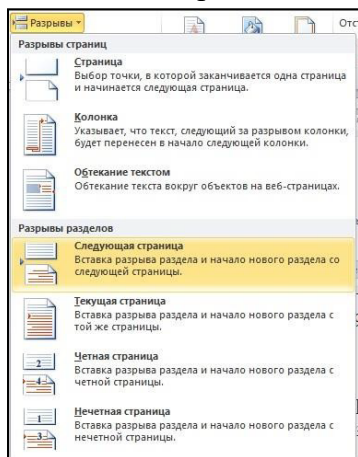 Разрывы
Отс
Разрывы страниц
Страница
Выбор точки, в которой заканчивается одна страница
и начинается следующая страница.
Колонка
Указывает, что текст, следующий за разрывом колонки,
будет перенесен в начало следующей колонки.
Обтекание текстом
Обтекание текста вокруг объектов на веб-страницах.
Разрывы разделов
Следующая страница
Вставка разрыва раздела и начало нового раздела со
следующей страницы.
Текущая страница
Вставка разрыва раздела и начало нового раздела с
той же страницы.
2
4
Четная страница
Вставка разрыва раздела и начало нового раздела с
четной страницы.
1
3
Нечетная страница
Вставка разрыва раздела и начало нового раздела с
нечетной страницы.